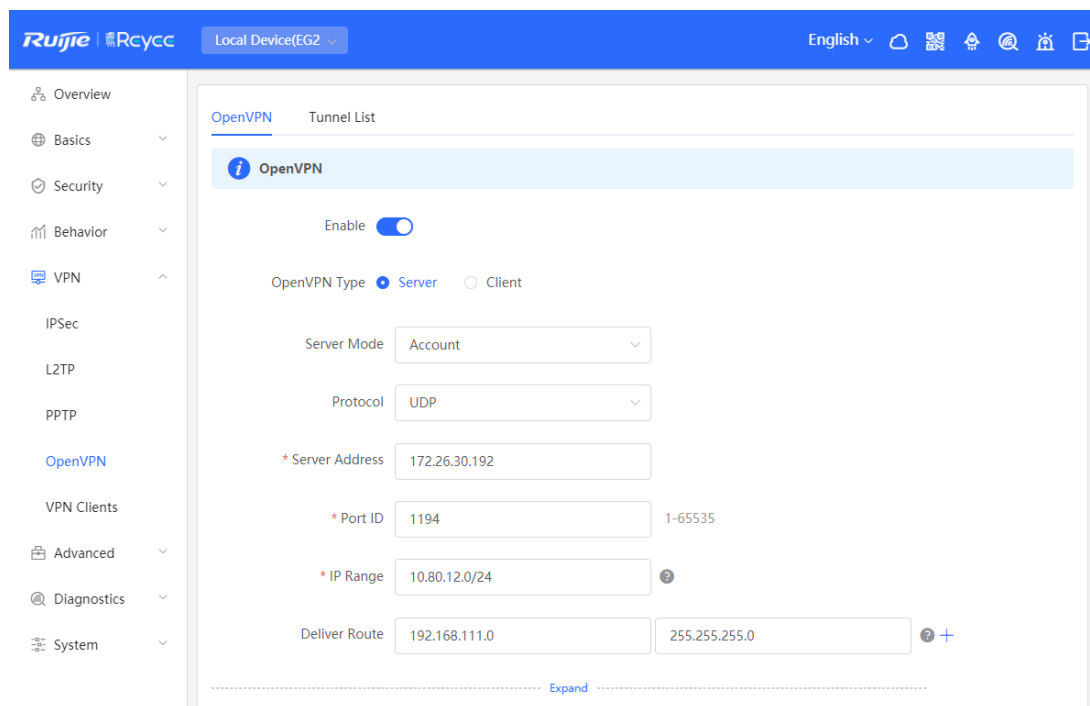 Ruijie Rcycc Local Device(EG2 English
Overview
Basics
Security
Behavior
VPN
IPSec
L2TP
PPTP
OpenVPN
VPN Clients
Advanced
Diagnostics
System
OpenVPN Tunnel List
OpenVPN
Enable
OpenVPN Type Server Client
Server Mode Account
Protocol UDP
* Server Address 172.26.30.192
* Port ID 1194 1-65535
* IP Range 10.80.12.0/24
Deliver Route 192.168.111.0 255.255.255.0
Expand